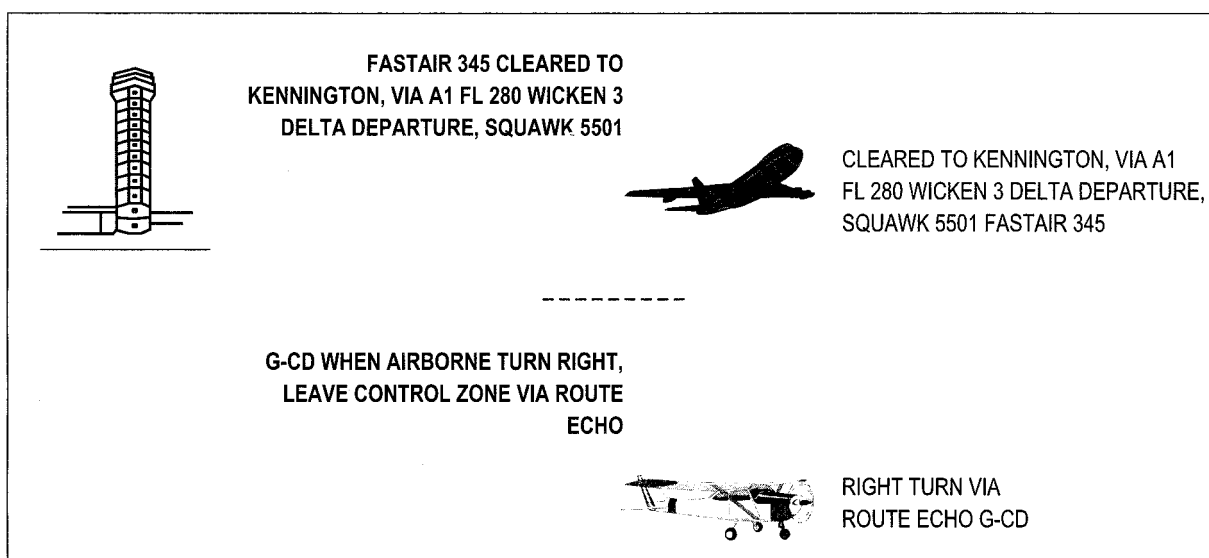 FASTAIR 345 CLEARED TO
KENNINGTON, VIA A1 FL 280 WICKEN 3
DELTA DEPARTURE, SQUAWK 5501
CLEARED TO KENNINGTON, VIA A1
FL 280 WICKEN 3 DELTA DEPARTURE,
SQUAWK 5501 FASTAIR 345
G-CD WHEN AIRBORNE TURN RIGHT,
LEAVE CONTROL ZONE VIA ROUTE
ECHO
RIGHT TURN VIA
ROUTE ECHO G-CD